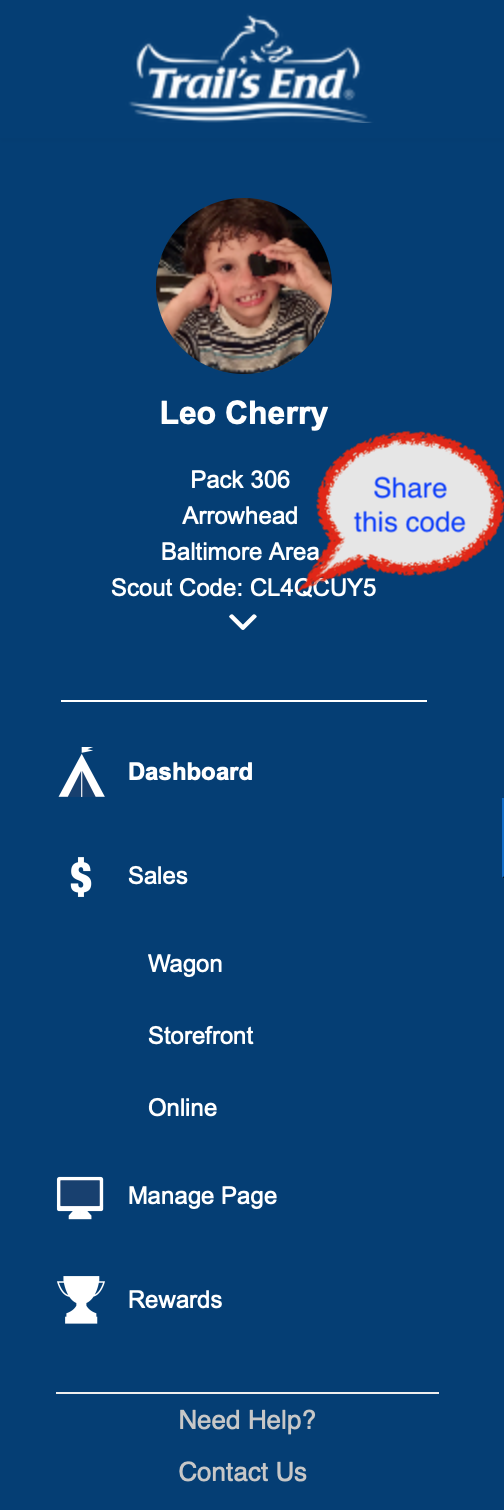 Trail's End®
Leo Cherry
Pack 306
Arrowhead
Baltimore Area
Share
this code
Scout Code: CL4QCUY5
Dashboard
$ Sales
Wagon
Storefront
Online
Manage Page
Rewards
Need Help?
Contact Us